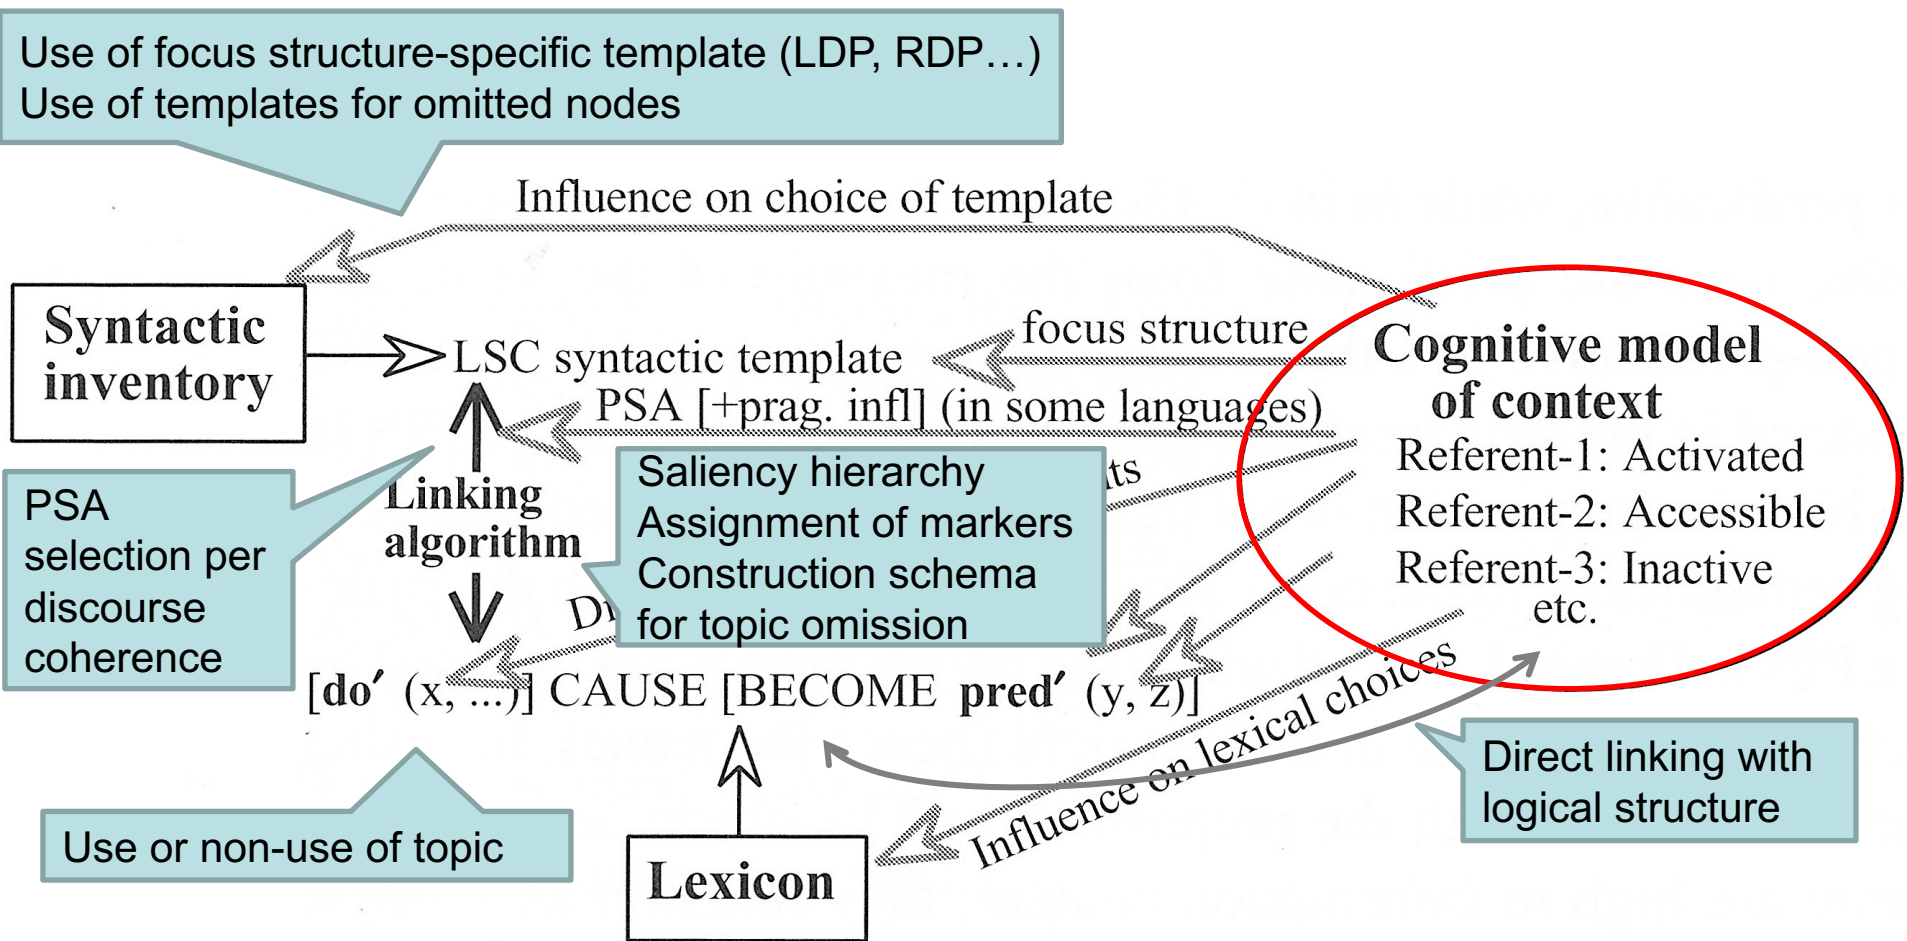 Use of focus structure-specific template (LDP, RDP…)
Use of templates for omitted nodes
Influence on choice of template
Syntactic
inventory
LSC syntactic template
focus structure
PSA [+prag. infl] (in some languages)
Cognitive model
of context
Referent-1: Activated
Referent-2: Accessible
Referent-3: Inactive
etc.
PSA
selection per
discourse
coherence
Linking
algorithm
Saliency hierarchy
Assignment of markers
Construction schema
for topic omission
[do′ (x, ...)] CAUSE [BECOME pred′ (y, z)]
Influence on lexical choices
Direct linking with
logical structure
Use or non-use of topic
Lexicon